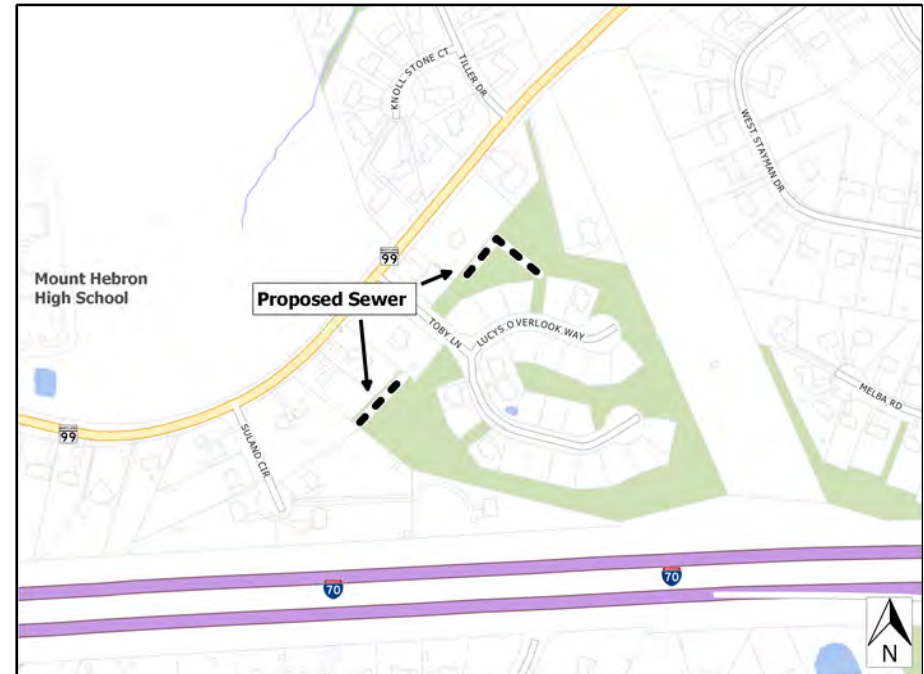 KNOLL STONE CT
TILLER DR
WEST STAYMAN DR
MARYLAND
99
Mount Hebron
High School
Proposed Sewer
TOBY LN
LUCYS OVERLOOK WAY
MELBA RD
99
SULAND CIR
70
70
N